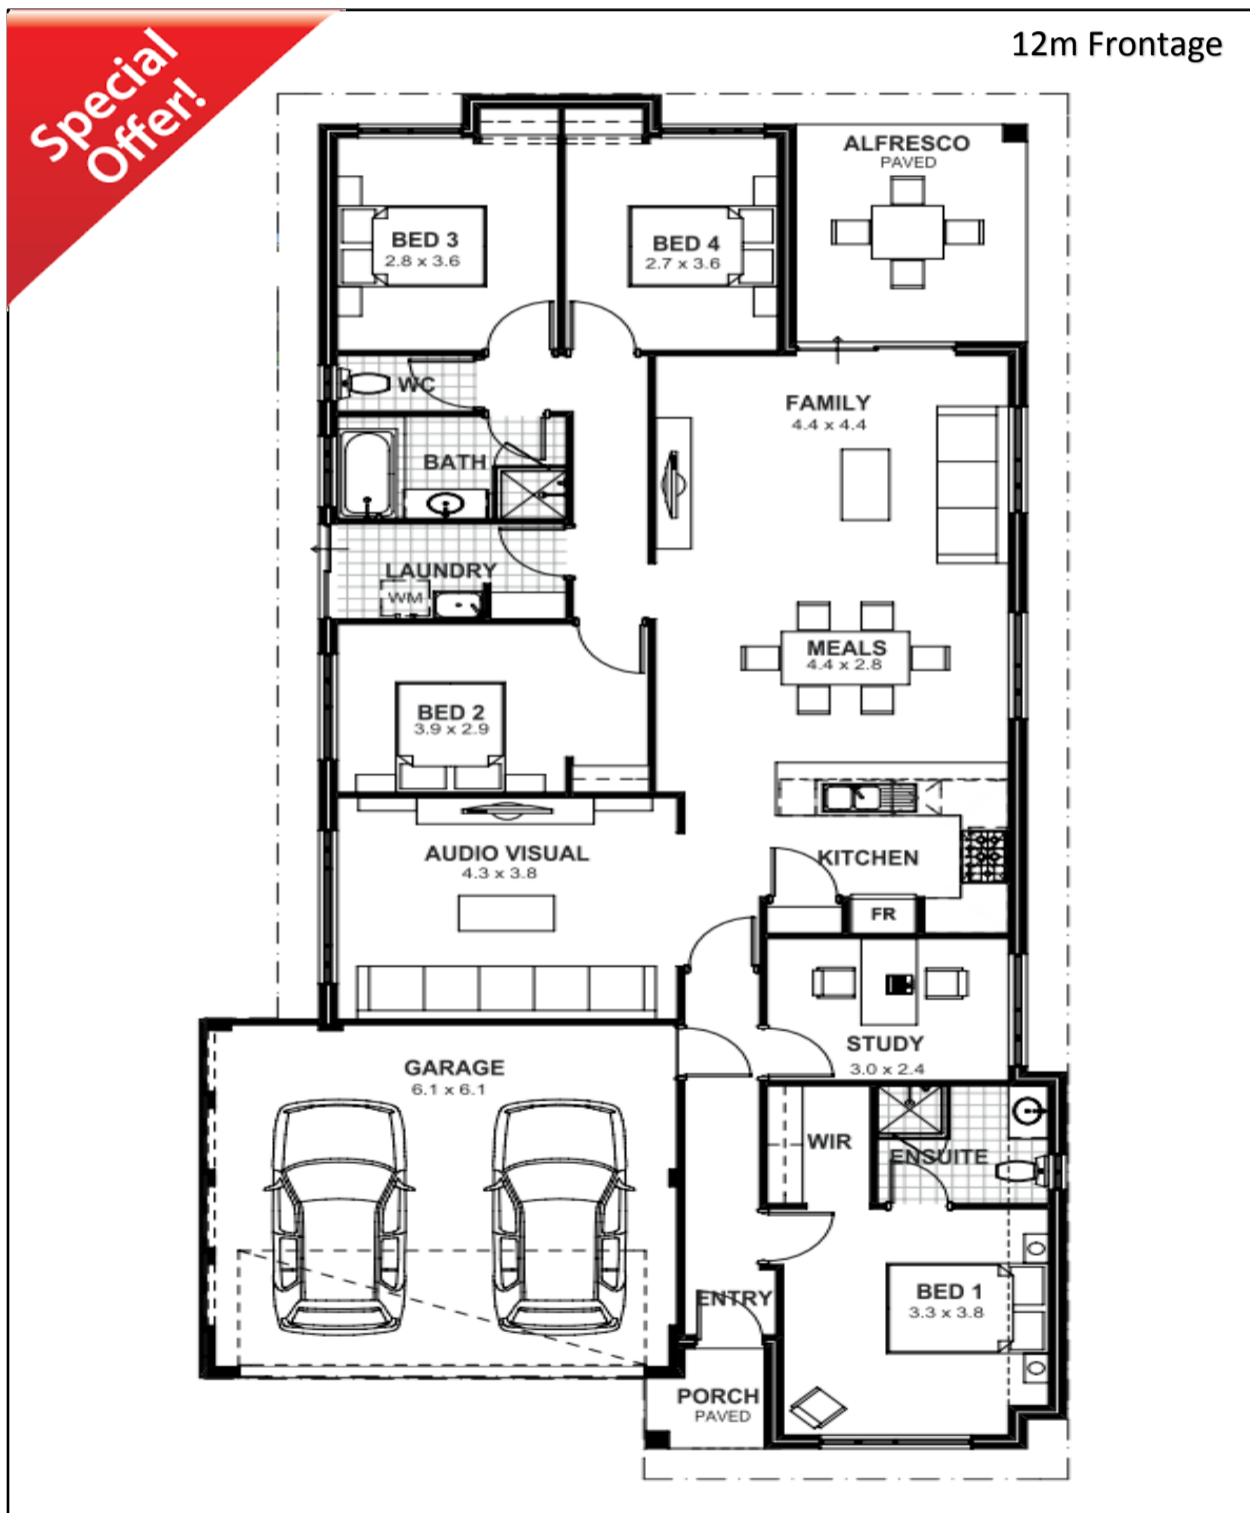 Special
Offer!
12m Frontage
ALFRESCO
PAVED
BED 3
2.8 x 3.6
BED 4
2.7 x 3.6
WC
FAMILY
4.4 x 4.4
BATH
LAUNDRY
WM
MEALS
4.4 x 2.8
BED 2
3.9 x 2.9
AUDIO VISUAL
4.3 x 3.8
KITCHEN
FR
STUDY
3.0 x 2.4
GARAGE
6.1 x 6.1
WIR
ENSUITE
ENTRY
BED 1
3.3 x 3.8
PORCH
PAVED